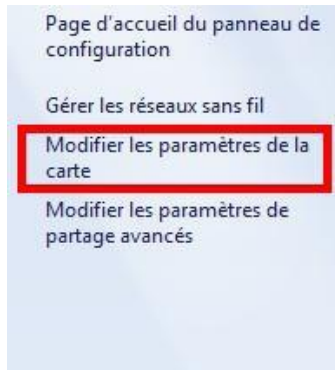 Page d'accueil du panneau de
configuration
Gérer les réseaux sans fil
Modifier les paramètres de la
carte
Modifier les paramètres de
partage avancés